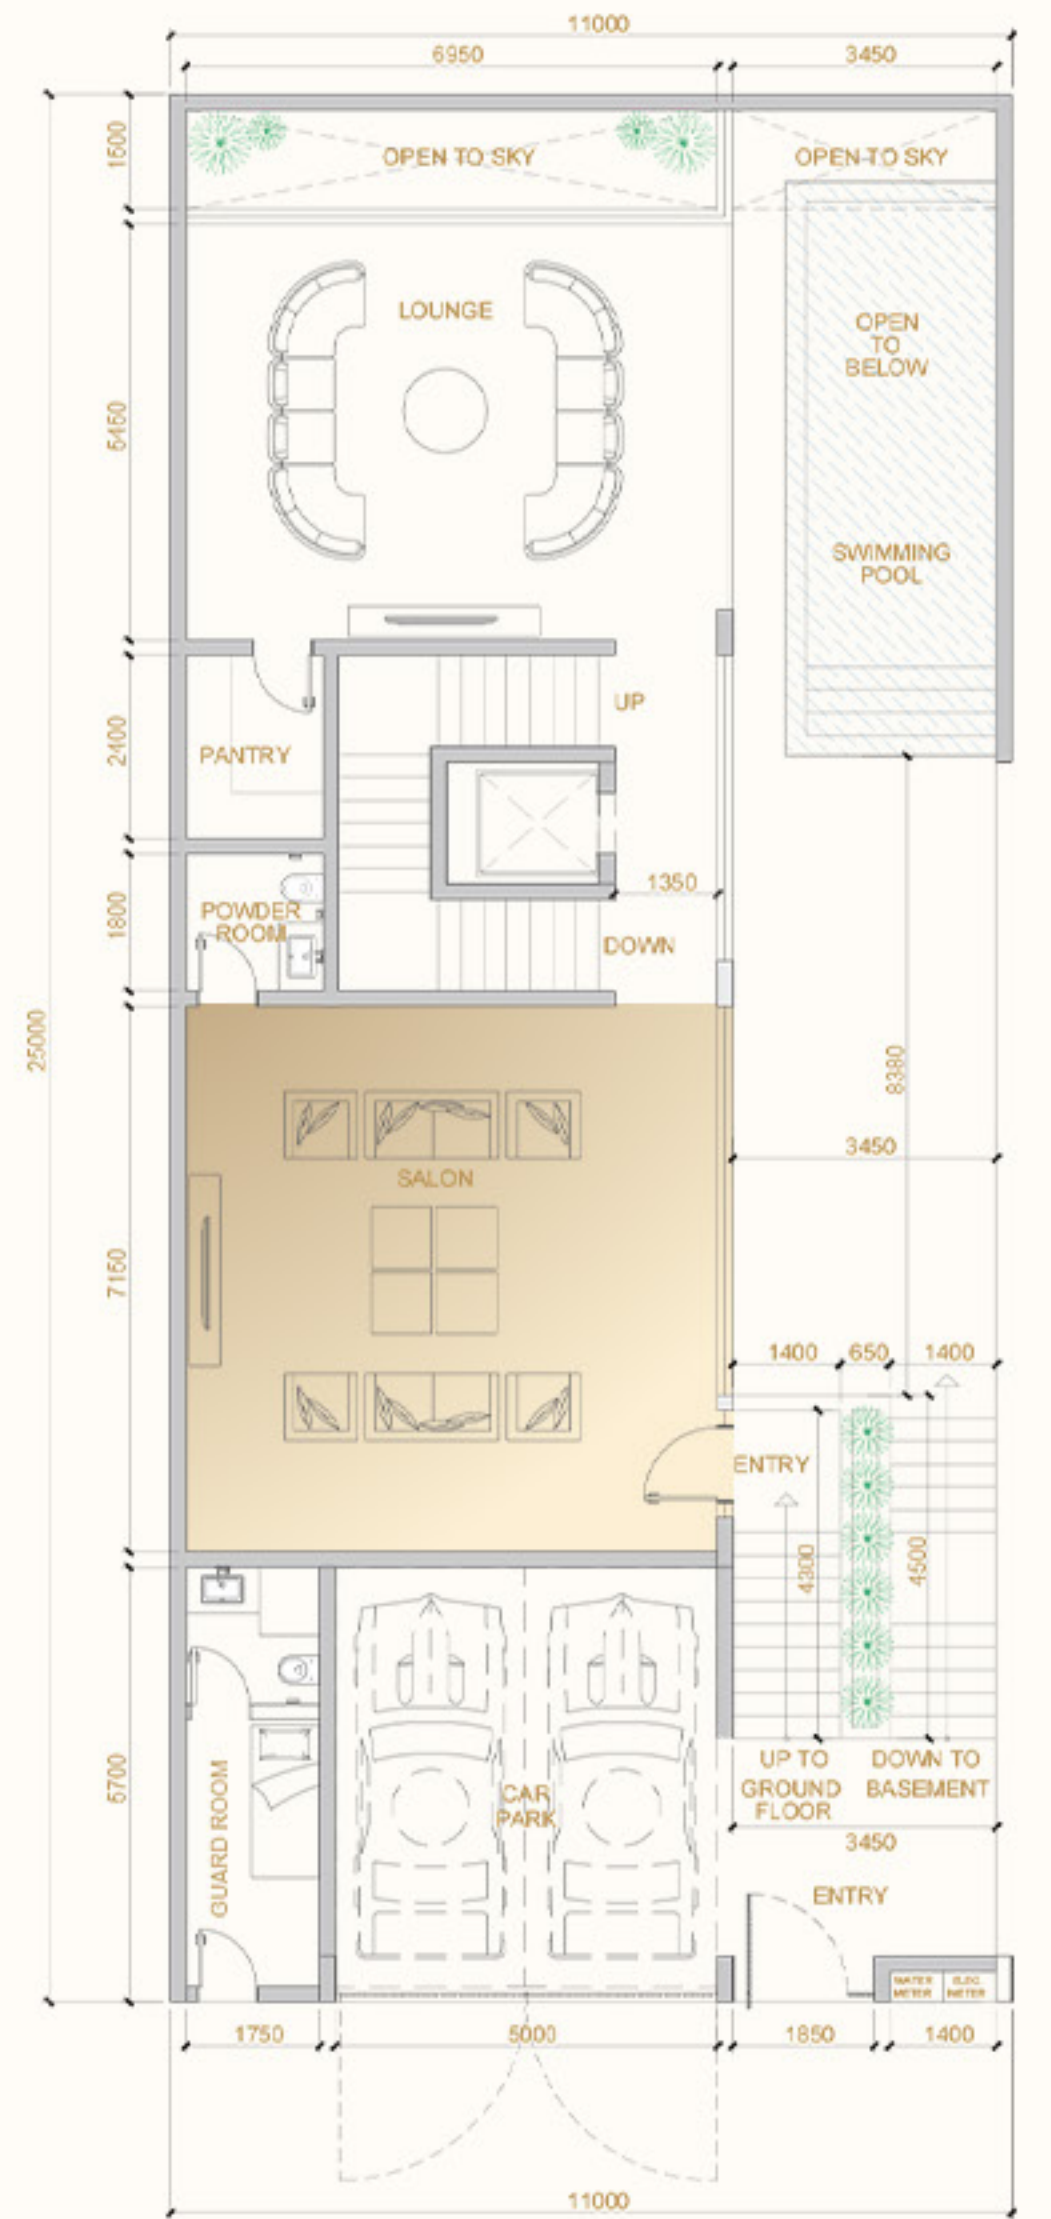 11000
6950
3450
1500
OPEN TO SKY
OPEN TO SKY
LOUNGE
OPEN
TO
BELOW
5450
SWIMMING
POOL
UP
2400
PANTRY
1350
1800
POWDER
ROOM
DOWN
25000
8380
3450
SALON
7150
1400
650
1400
ENTRY
4300
4500
5700
GUARD ROOM
CAR
PARK
UP TO
GROUND
FLOOR
DOWN TO
BASEMENT
3450
ENTRY
WATER
METER
ELEC.
METER
1750
5000
1850
1400
11000